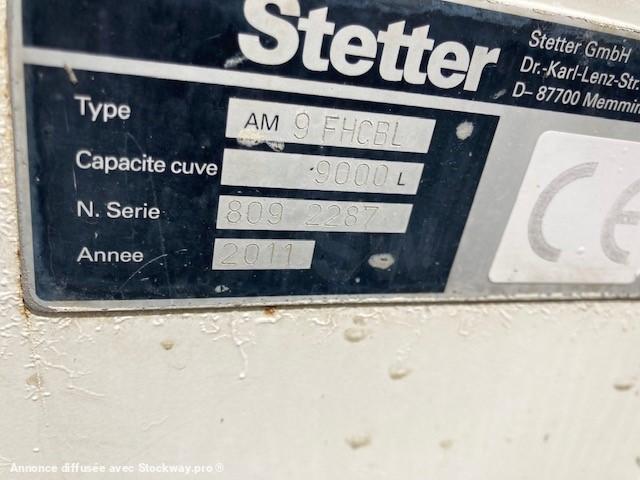 Stetter
Stetter GmbH
Dr.-Karl-Lenz-Str.
D- 87700
Type AM 9 FHCBL
Capacite cuve 9000 L
N. Serie 809 2287
Annee 2011
CE
Annonce diffusée avec Stockway.pro®